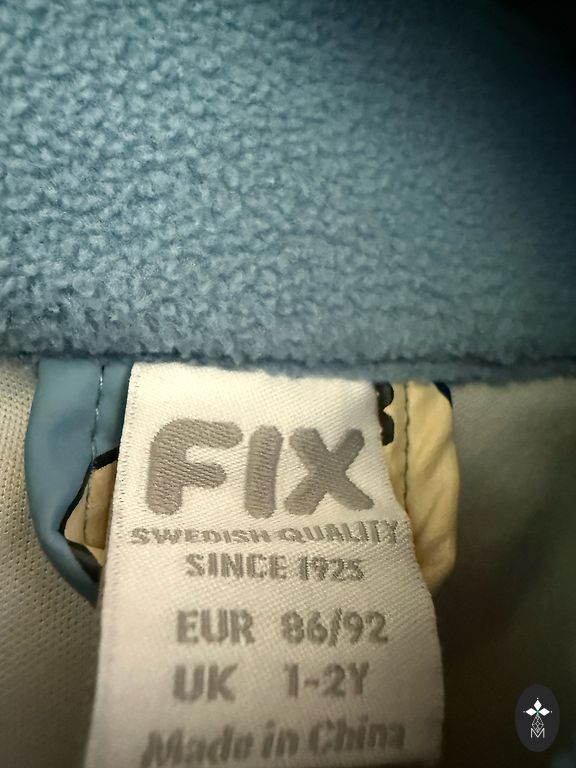 FIX
SWEDISH QUALITY
SINCE 1925
EUR 86/92
UK 1-2Y
Made in China
M